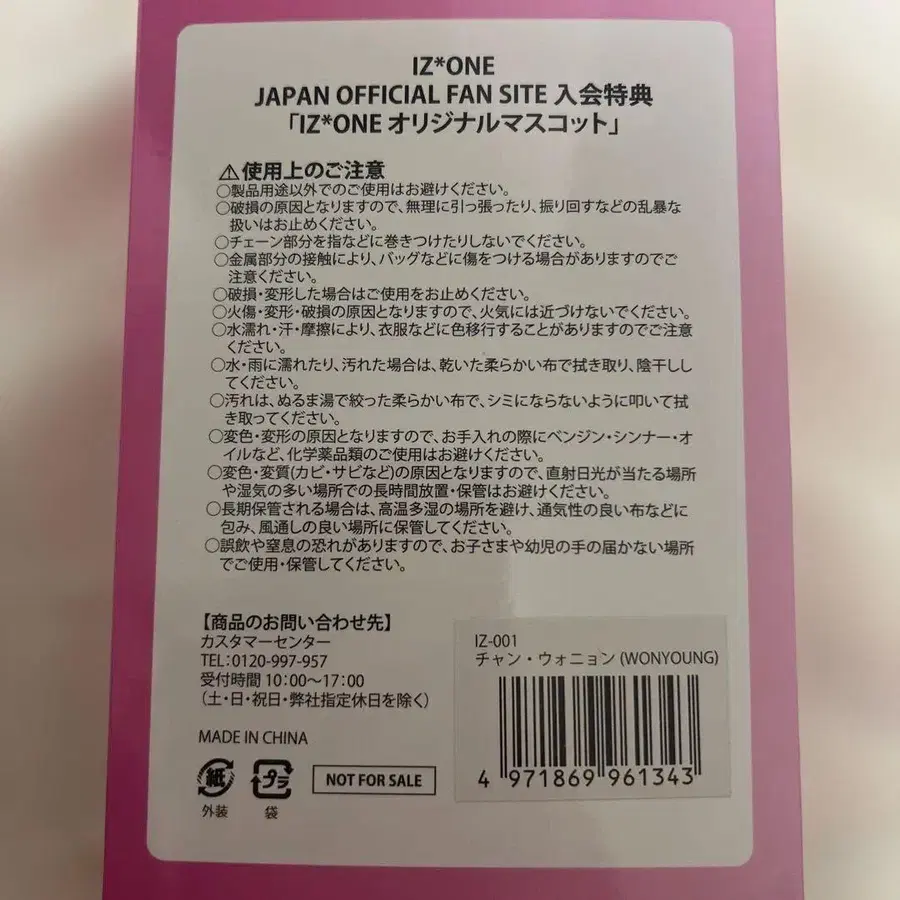 IZ*ONE
JAPAN OFFICIAL FAN SITE 入会特典
「IZ*ONE オリジナルマスコット」
⚠使用上のご注意
○製品用途以外でのご使用はお避けください。
○破損の原因となりますので、無理に引っ張ったり、振り回すなどの乱暴な
扱いはお止めください。
○チェーン部分を指などに巻きつけたりしないでください。
○金属部分の接触により、バッグなどに傷をつける場合がありますのでご
注意ください。
○破損・変形した場合はご使用をお止めください。
○火傷・変形・破損の原因となりますので、火気には近づけないでください。
○水濡れ・汗・摩擦により、衣服などに色移行することがありますのでご注意
ください。
○水・雨に濡れたり、汚れた場合は、乾いた柔らかい布で拭き取り、陰干しし
てください。
○汚れは、ぬるま湯で絞った柔らかい布で、シミにならないように叩いて拭
き取ってください。
○変色・変形の原因となりますので、お手入れの際にベンジン・シンナー・オ
イルなど、化学薬品類のご使用はお避けください。
○変色・変質(カビ・サビなど)の原因となりますので、直射日光が当たる場所
や湿気の多い場所での長時間放置・保管はお避けください。
○長期保管される場合は、高温多湿の場所を避け、通気性の良い布などに
包み、風通しの良い場所に保管してください。
○誤飲や窒息の恐れがありますので、お子さまや幼児の手の届かない場所
でご使用・保管してください。
【商品のお問い合わせ先】
カスタマーセンター
TEL：0120-997-957
受付時間 10：00～17：00
（土・日・祝日・弊社指定休日を除く）
MADE IN CHINA
紙
外装
プラ
袋
NOT FOR SALE
IZ-001
チャン・ウォニョン (WONYOUNG)
4 971869 961343